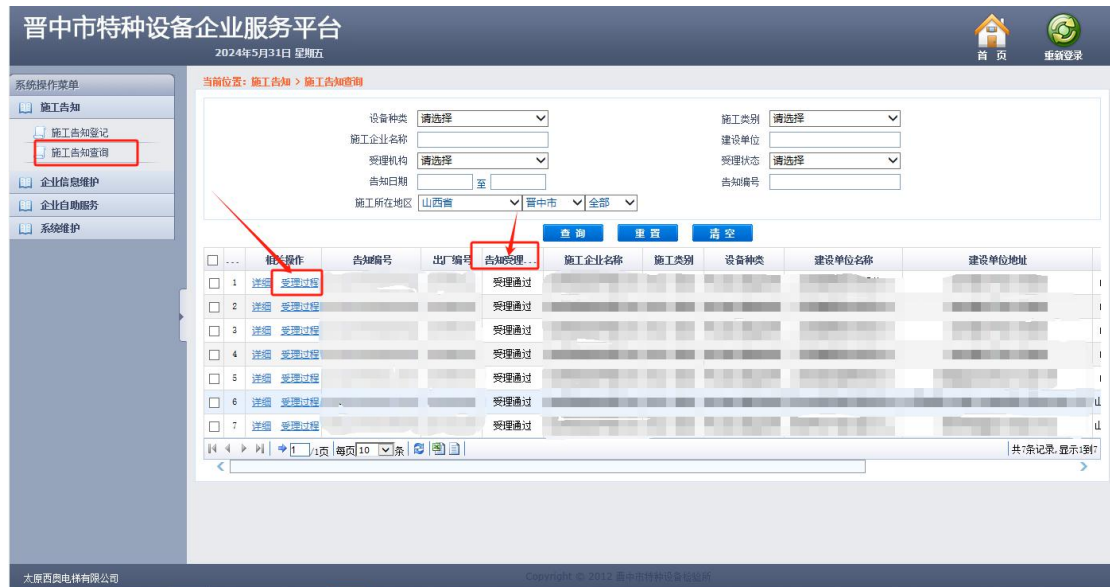 晋中市特种设备企业服务平台
2024年5月31日 星期五
首 页
重新登录
系统操作菜单
施工告知
施工告知登记
施工告知查询
企业信息维护
企业自助服务
系统维护
当前位置：施工告知 > 施工告知查询
设备种类 请选择 施工类别 请选择
施工企业名称 建设单位
受理机构 请选择 受理状态 请选择
告知日期 至 告知编号
施工所在地区 山西省 晋中市 全部
查 询 重 置 清 空
... 相关操作 告知编号 出厂编号 告知受理... 施工企业名称 施工类别 设备种类 建设单位名称 建设单位地址
1 详细 受理过程 受理通过
2 详细 受理过程 受理通过
3 详细 受理过程 受理通过
4 详细 受理过程 受理通过
5 详细 受理过程 受理通过
6 详细 受理过程 受理通过
7 详细 受理过程 受理通过
1 /1页 每页 10 条 共7条记录,显示1到7
太原西奥电梯有限公司
Copyright © 2012 晋中市特种设备检验所